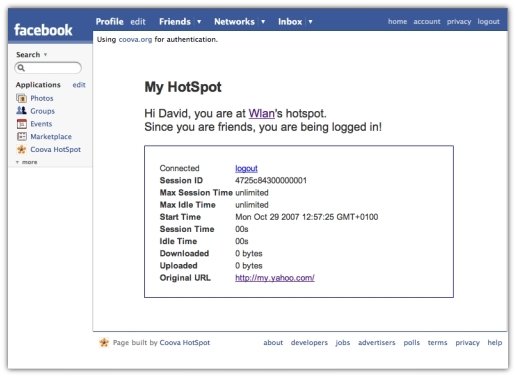 facebook
Profile edit Friends Networks Inbox home account privacy logout
Using coova.org for authentication.
Search
Applications edit
Photos
Groups
Events
Marketplace
Coova HotSpot
more
My HotSpot
Hi David, you are at Wlan's hotspot.
Since you are friends, you are being logged in!
Connected logout
Session ID 4725c84300000001
Max Session Time unlimited
Max Idle Time unlimited
Start Time Mon Oct 29 2007 12:57:25 GMT+0100
Session Time 00s
Idle Time 00s
Downloaded 0 bytes
Uploaded 0 bytes
Original URL http://my.yahoo.com/
Page built by Coova HotSpot about developers jobs advertisers polls terms privacy help